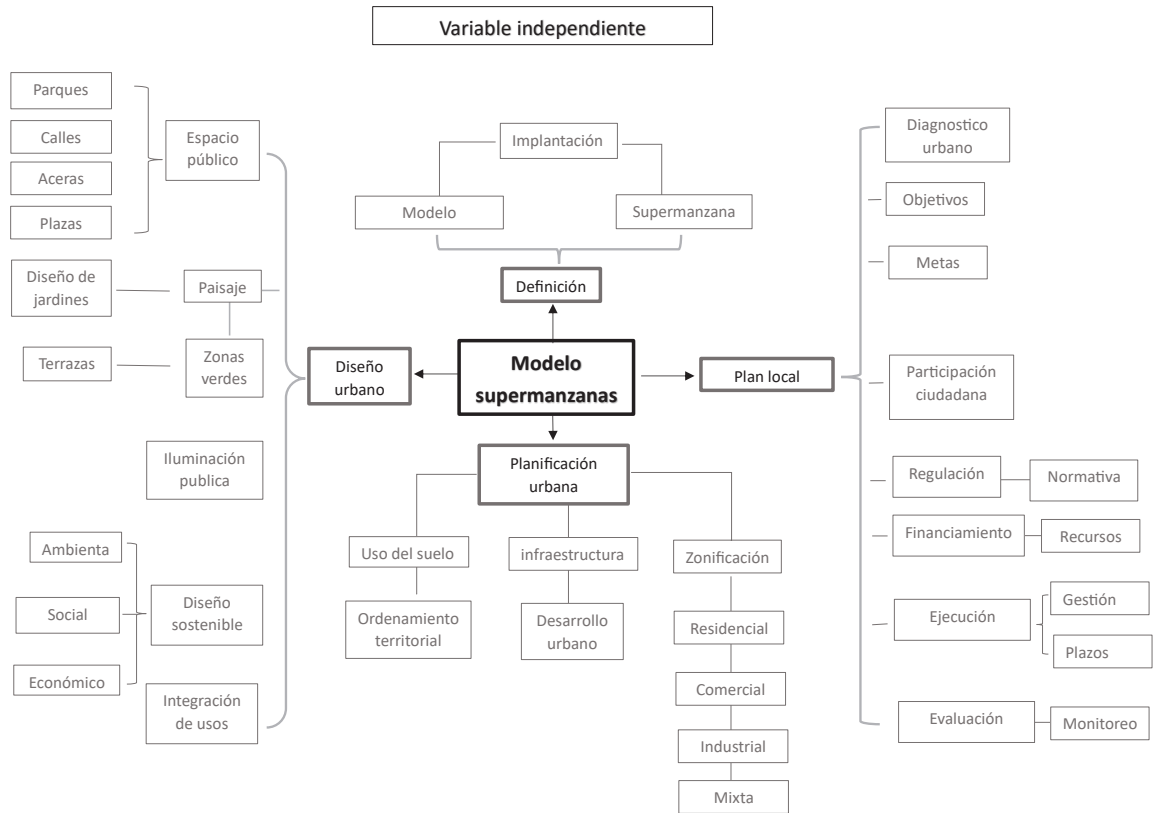 Variable independiente
Parques
Calles
Aceras
Plazas
Espacio
público
Diseño de
jardines
Paisaje
Terrazas
Zonas
verdes
Iluminación
publica
Ambienta
Social
Económico
Diseño
sostenible
Integración
de usos
Diseño
urbano
Implantación
Modelo
Supermanzana
Definición
Modelo
supermanzanas
Planificación
urbana
Uso del suelo
Ordenamiento
territorial
infraestructura
Desarrollo
urbano
Zonificación
Residencial
Comercial
Industrial
Mixta
Plan local
Diagnostico
urbano
Objetivos
Metas
Participación
ciudadana
Regulación
Normativa
Financiamiento
Recursos
Ejecución
Gestión
Plazos
Evaluación
Monitoreo